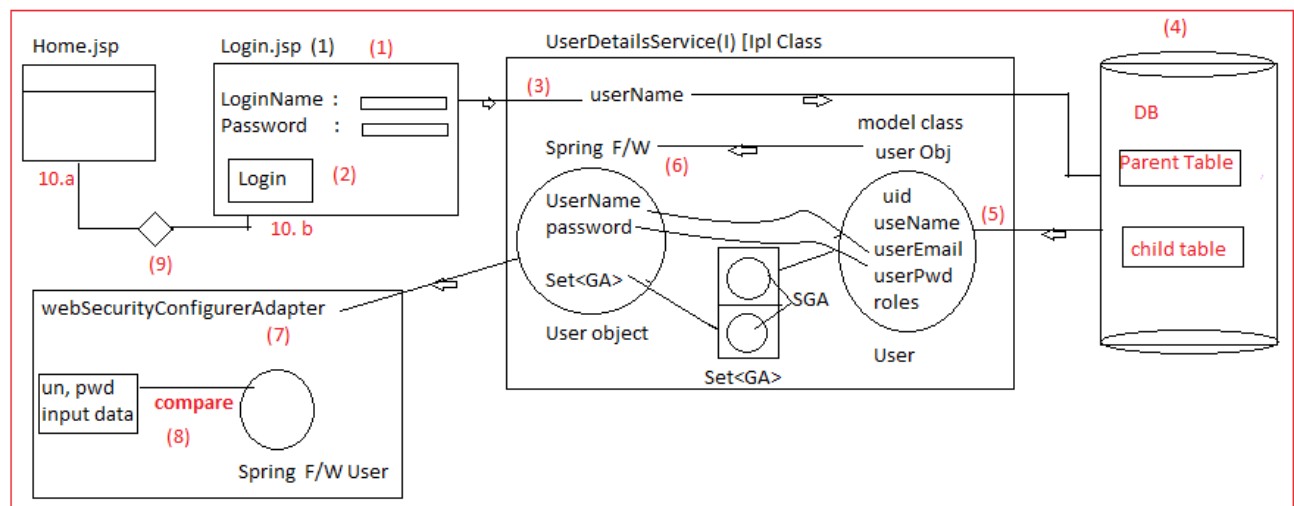 Home.jsp
Login.jsp (1) (1)
LoginName :
Password :
Login
(2)
10.a
10. b
(9)
UserDetailsService(I) [Ipl Class
(3)
userName
model class
user Obj
Spring F/W
(6)
UserName
password
Set<GA>
User object
SGA
Set<GA>
uid
useName
userEmail
userPwd
roles
User
(5)
(4)
DB
Parent Table
child table
webSecurityConfigurerAdapter
(7)
un, pwd
input data
compare
(8)
Spring F/W User